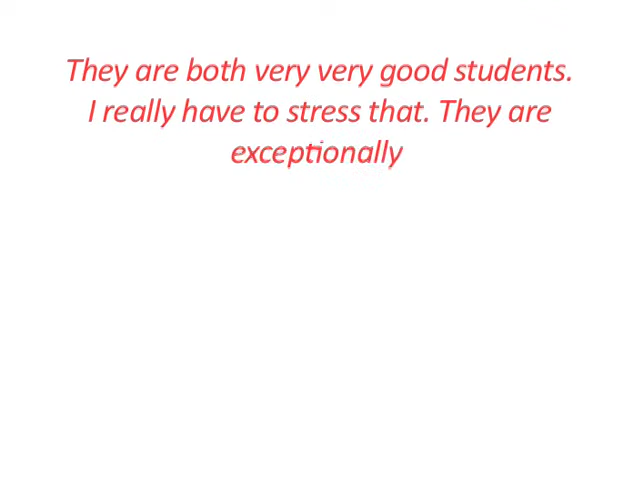 They are both very very good students.
I really have to stress that. They are
exceptionally